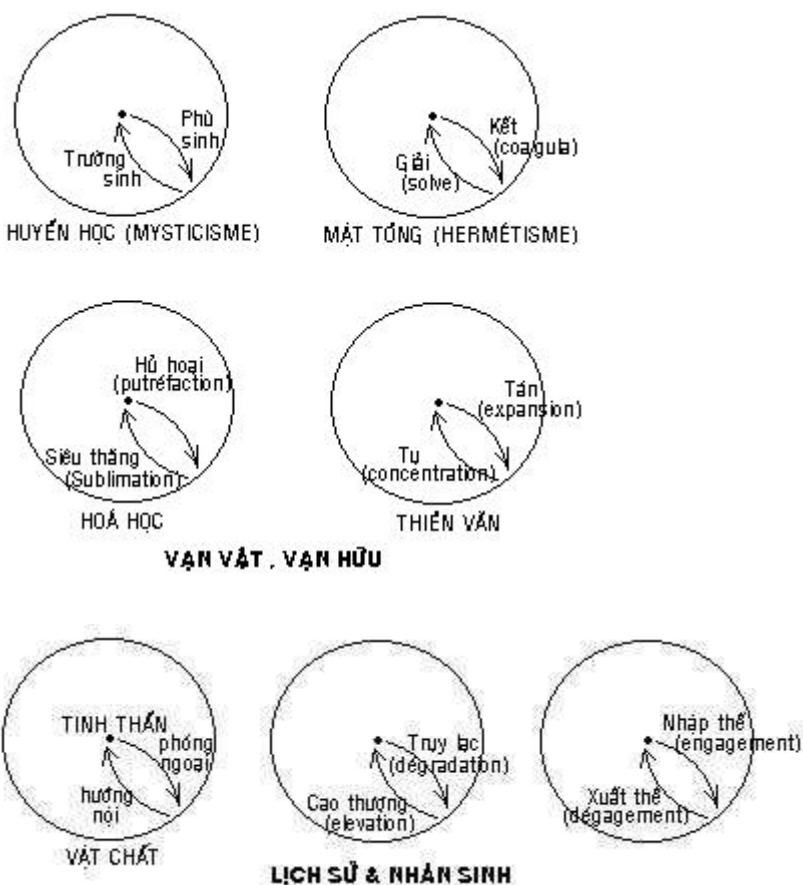 Phù
sinh
Trường
sinh
HUYỀN HỌC (MYSTICISME)
Kết
(coagula)
Giải
(solve)
MẬT TÔNG (HERMÉTISME)
Hủ hoại
(putréfaction)
Siêu thăng
(Sublimation)
HOÁ HỌC
Tán
(expansion)
Tụ
(concentration)
THIÊN VĂN
VẠN VẬT , VẠN HỮU
TINH THẦN
phóng
ngoại
hướng
nội
VẬT CHẤT
Trụy lạc
(dégradation)
Cao thượng
(elevation)
Nhập thế
(engagement)
Xuất thế
(dégagement)
LỊCH SỬ & NHÂN SINH